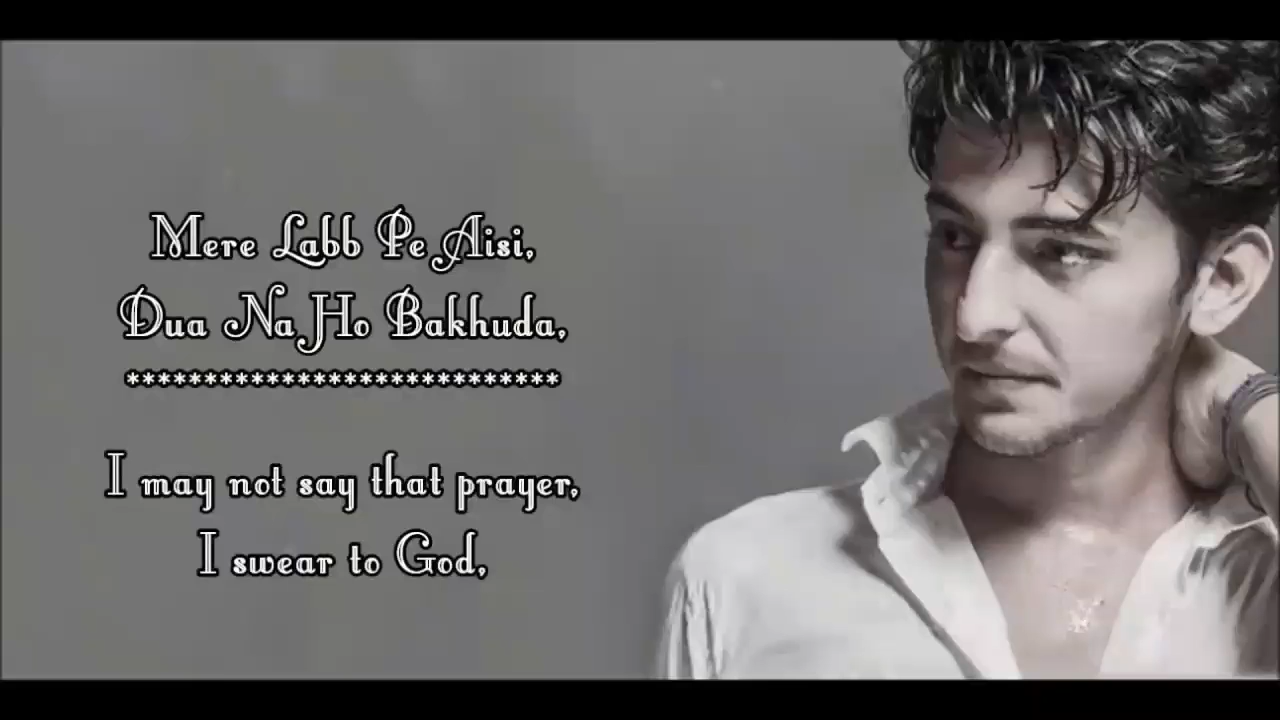 Mere Labb Pe Aisi,
Dua Na Ho Bakhuda,
****************************
I may not say that prayer,
I swear to God,